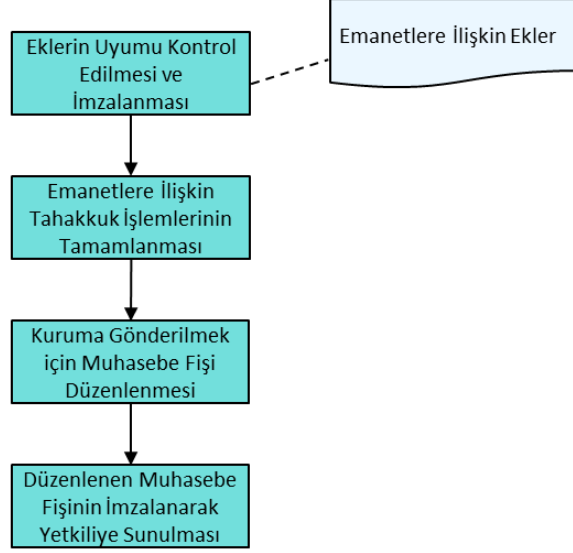 Eklerin Uyumu Kontrol
Edilmesi ve
İmzalanması
Emanetlere İlişkin Ekler
Emanetlere İlişkin
Tahakkuk İşlemlerinin
Tamamlanması
Kuruma Gönderilmek
için Muhasebe Fişi
Düzenlenmesi
Düzenlenen Muhasebe
Fişinin İmzalanarak
Yetkiliye Sunulması